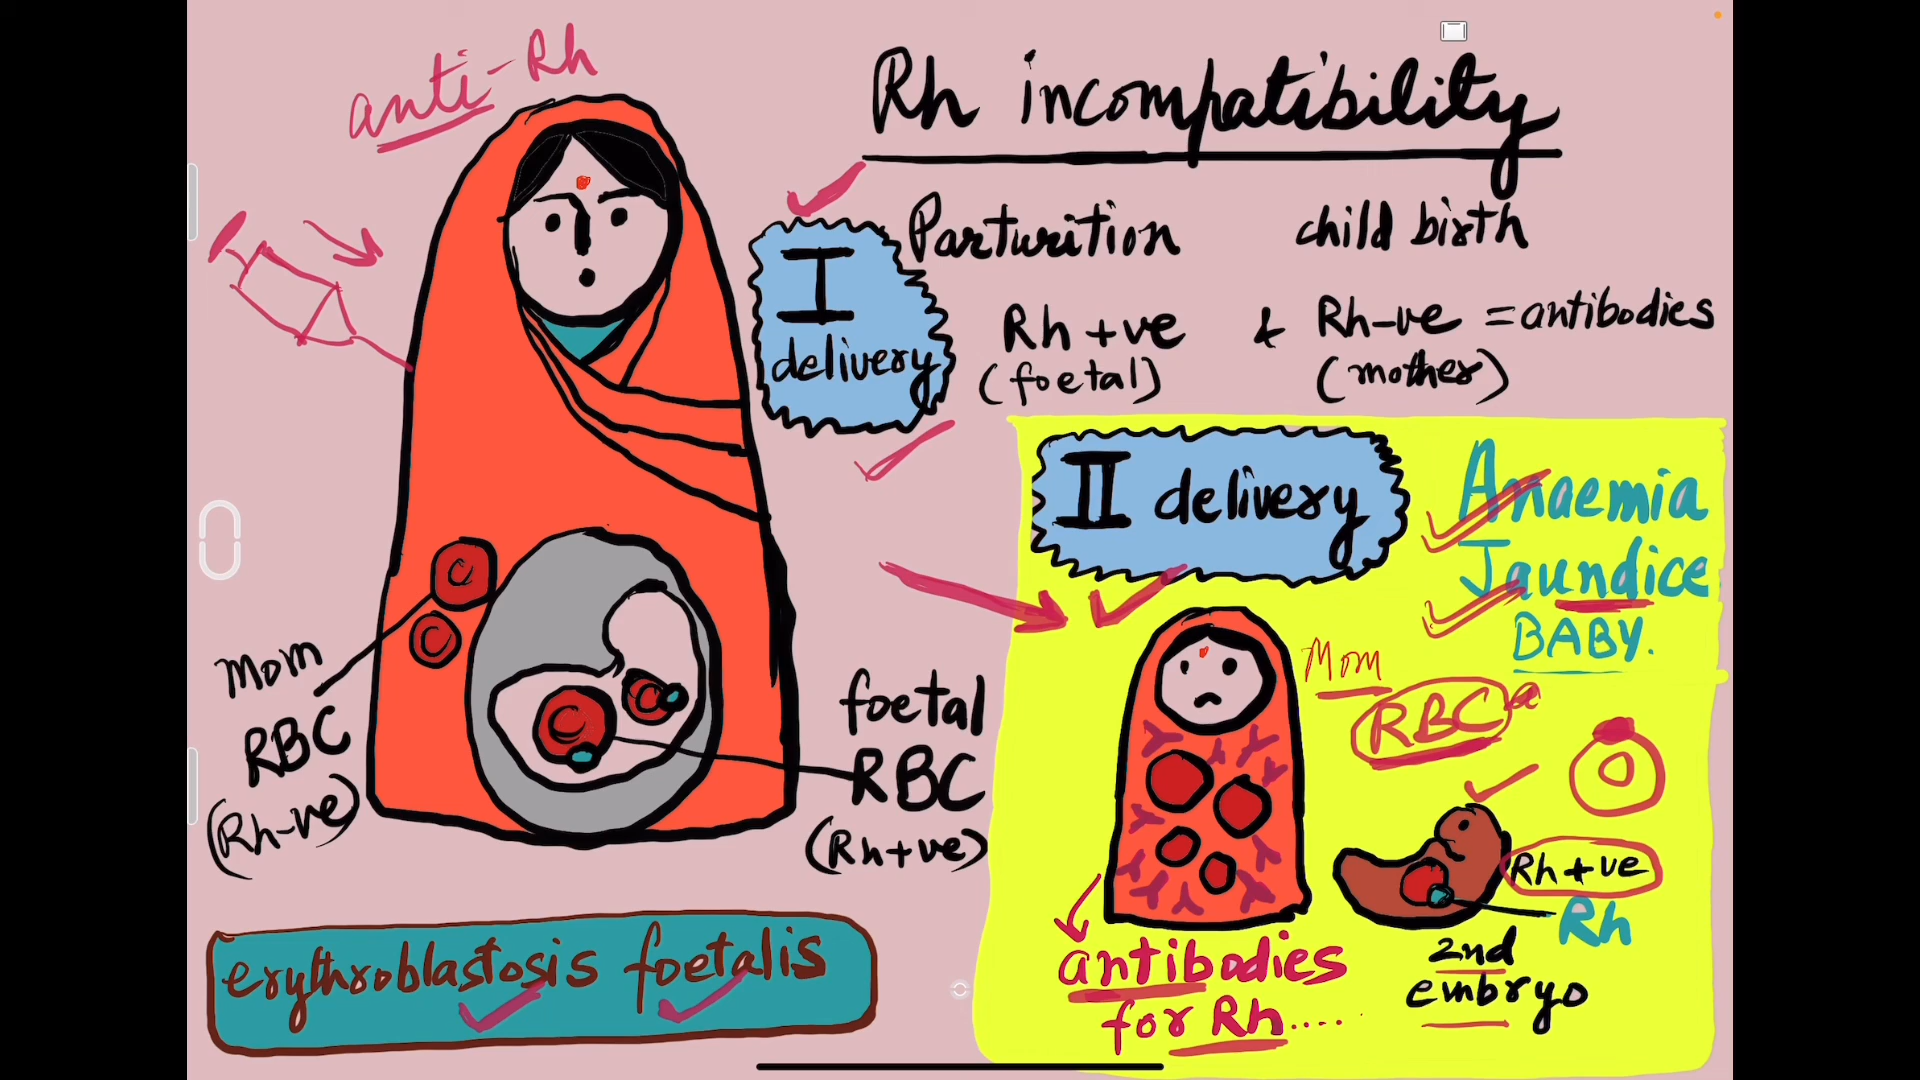 anti-Rh
Rh incompatibility
I
delivery
Parturition child birth
Rh +ve & Rh-ve = antibodies
(foetal) (mother)
Mom
RBC
(Rh-ve)
foetal
RBC
(Rh+ve)
erythroblastosis foetalis
II delivery
Anaemia
Jaundice
BABY.
Mom
RBC
Rh+ve
Rh
2nd
embryo
antibodies
for Rh....